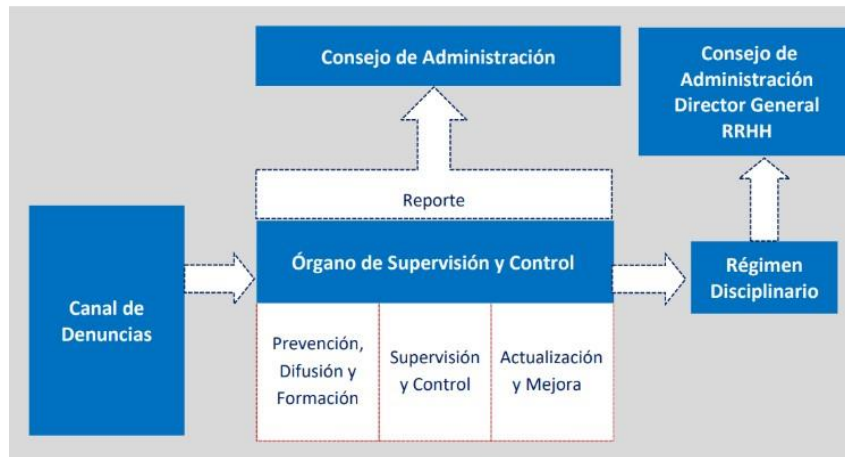 Consejo de Administración
Consejo de
Administración
Director General
RRHH
Reporte
Órgano de Supervisión y Control
Canal de
Denuncias
Régimen
Disciplinario
Prevención,
Difusión y
Formación
Supervisión
y Control
Actualización
y Mejora